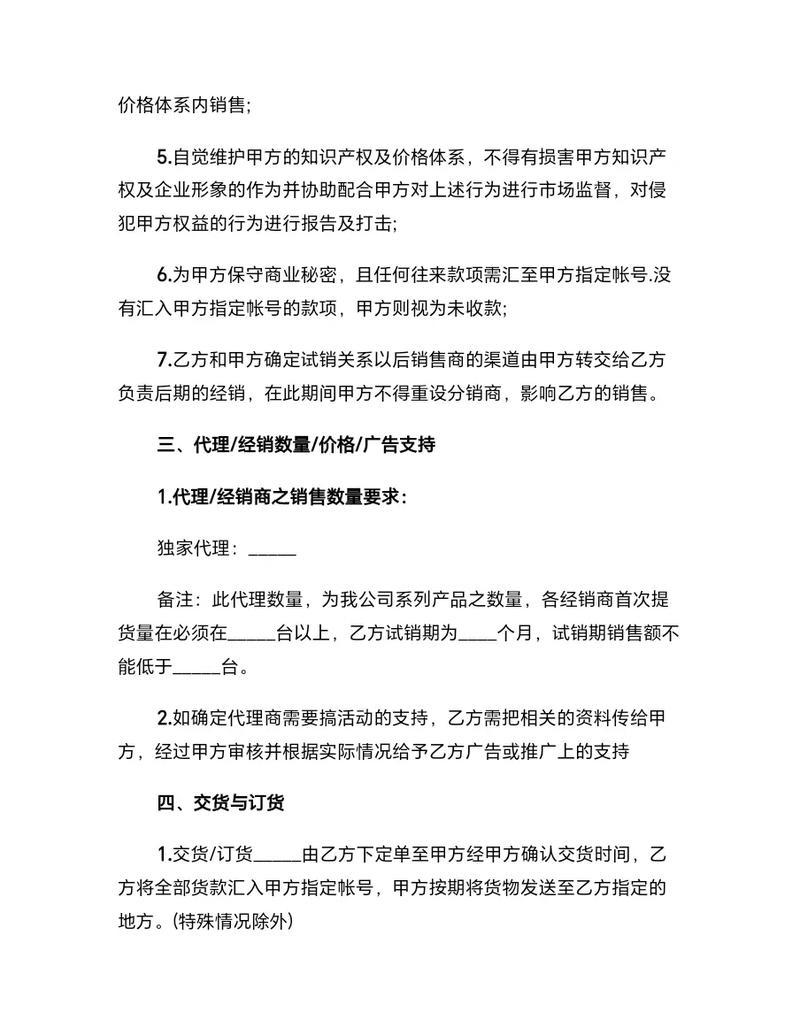 价格体系内销售;
5.自觉维护甲方的知识产权及价格体系，不得有损害甲方知识产
权及企业形象的作为并协助配合甲方对上述行为进行市场监督，对侵
犯甲方权益的行为进行报告及打击;
6.为甲方保守商业秘密，且任何往来款项需汇至甲方指定帐号.没
有汇入甲方指定帐号的款项，甲方则视为未收款;
7.乙方和甲方确定试销关系以后销售商的渠道由甲方转交给乙方
负责后期的经销，在此期间甲方不得重设分销商，影响乙方的销售。
三、代理/经销数量/价格/广告支持
1.代理/经销商之销售数量要求：
独家代理：_____
备注：此代理数量，为我公司系列产品之数量，各经销商首次提
货量在必须在_____台以上，乙方试销期为____个月，试销期销售额不
能低于_____台。
2.如确定代理商需要搞活动的支持，乙方需把相关的资料传给甲
方，经过甲方审核并根据实际情况给予乙方广告或推广上的支持
四、交货与订货
1.交货/订货_____由乙方下定单至甲方经甲方确认交货时间，乙
方将全部货款汇入甲方指定帐号，甲方按期将货物发送至乙方指定的
地方。(特殊情况除外)